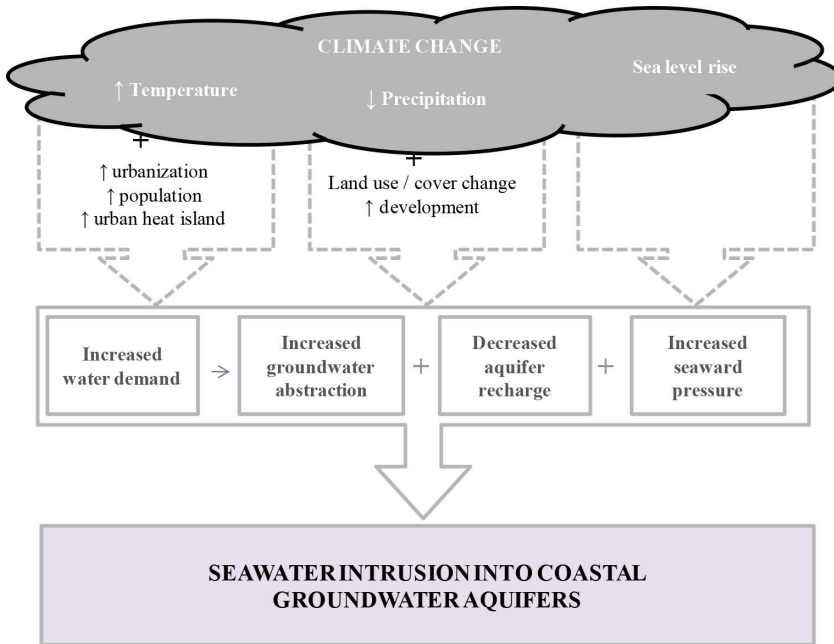 CLIMATE CHANGE
Sea level rise
↑ Temperature
↓ Precipitation
+
↑ urbanization
↑ population
↑ urban heat island
+
Land use / cover change
↑ development
Increased
water demand
→
Increased
groundwater
abstraction
+
Decreased
aquifer
recharge
+
Increased
seaward
pressure
SEAWATER INTRUSION INTO COASTAL
GROUNDWATER AQUIFERS